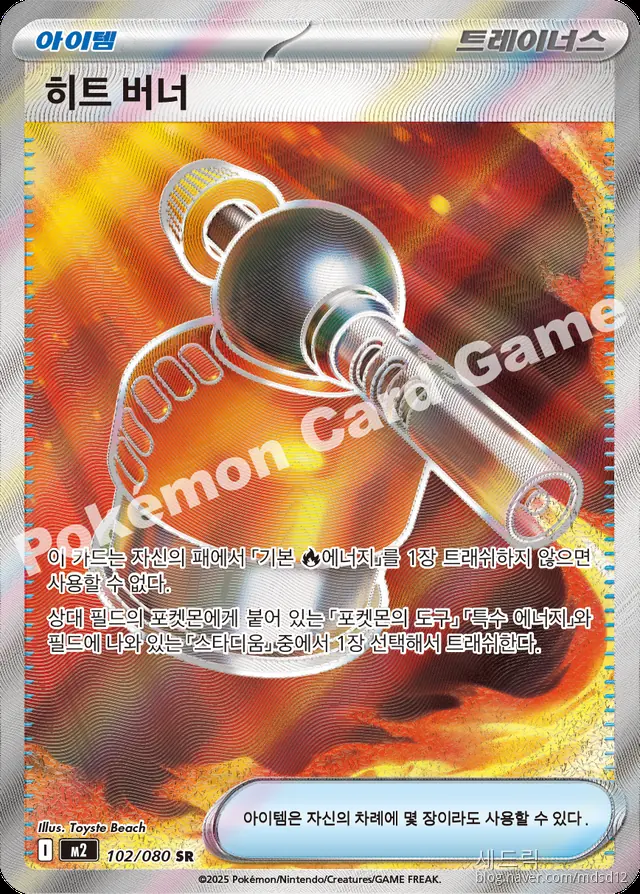 아이템 트레이너스
히트 버너
Pokemon Card Game
이 카드는 자신의 패에서 「기본 에너지」를 1장 트래쉬하지 않으면
사용할 수 없다.
상대 필드의 포켓몬에게 붙어 있는 「포켓몬의 도구」 「특수 에너지」와
필드에 나와 있는 「스타디움」 중에서 1장 선택해서 트래쉬한다.
아이템은 자신의 차례에 몇 장이라도 사용할 수 있다.
Illus. Toyste Beach
I M2 102/080 SR
세드릭
blog.naver.com/mdsd12
©2025 Pokémon/Nintendo/Creatures/GAME FREAK.